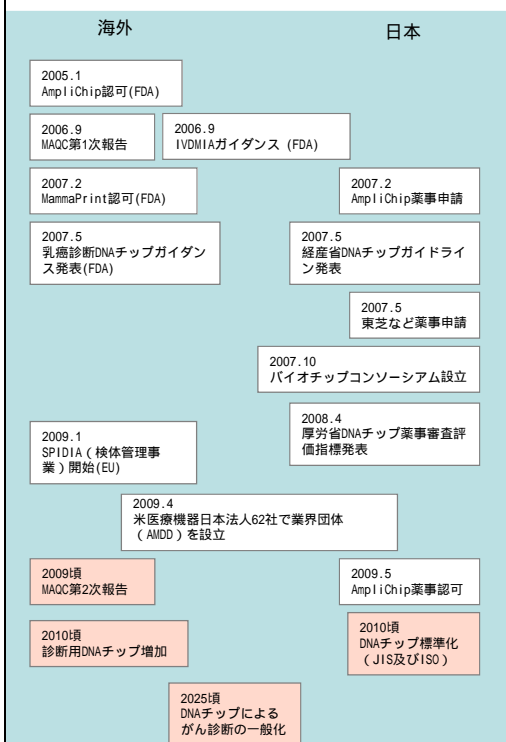 海外
日本
2005.1
AmpliChip認可(FDA)
2006.9
MAQC第1次報告
2006.9
IVDMIAガイダンス (FDA)
2007.2
MammaPrint認可(FDA)
2007.2
AmpliChip薬事申請
2007.5
乳癌診断DNAチップガイダン
ス発表(FDA)
2007.5
経産省DNAチップガイドライ
ン発表
2007.5
東芝など薬事申請
2007.10
バイオチップコンソーシアム設立
2008.4
厚労省DNAチップ薬事審査評
価指標発表
2009.1
SPIDIA(検体管理事
業)開始(EU)
2009.4
米医療機器日本法人62社で業界団体
(AMDD)を設立
2009頃
MAQC第2次報告
2009.5
AmpliChip薬事認可
2010頃
診断用DNAチップ増加
2010頃
DNAチップ標準化
(JIS及びISO)
2025頃
DNAチップによる
がん診断の一般化